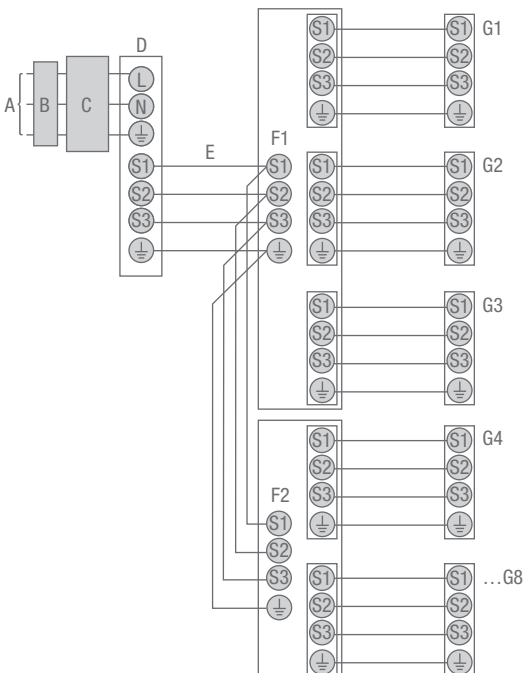 S1 S1 G1
S2 S2
S3 S3
D
A B C L
N
F1
E
S1 S1 S1 S1 G2
S2 S2 S2 S2
S3 S3 S3 S3
S1 S1 G3
S2 S2
S3 S3
S1 S1 G4
S2 S2
S3 S3
F2
S1
S2
S3 S1 S1 …G8
S2 S2
S3 S3